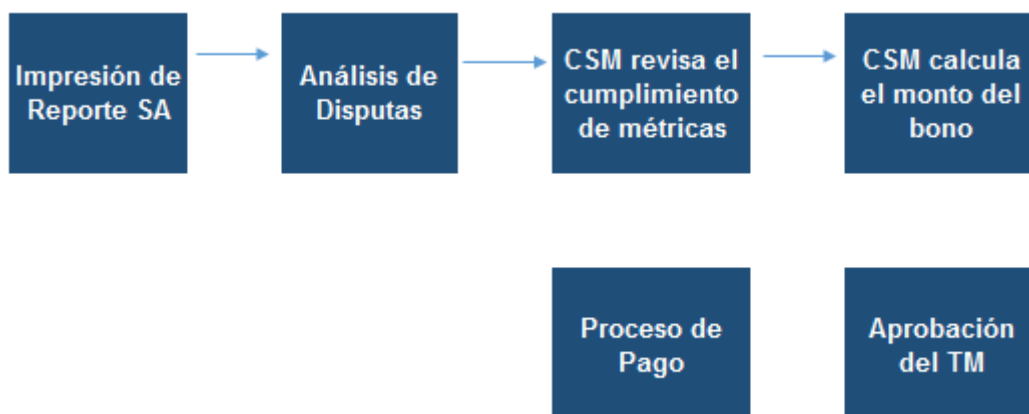 Impresión de
Reporte SA
Análisis de
Disputas
CSM revisa el
cumplimiento
de métricas
CSM calcula
el monto del
bono
Proceso de
Pago
Aprobación
del TM